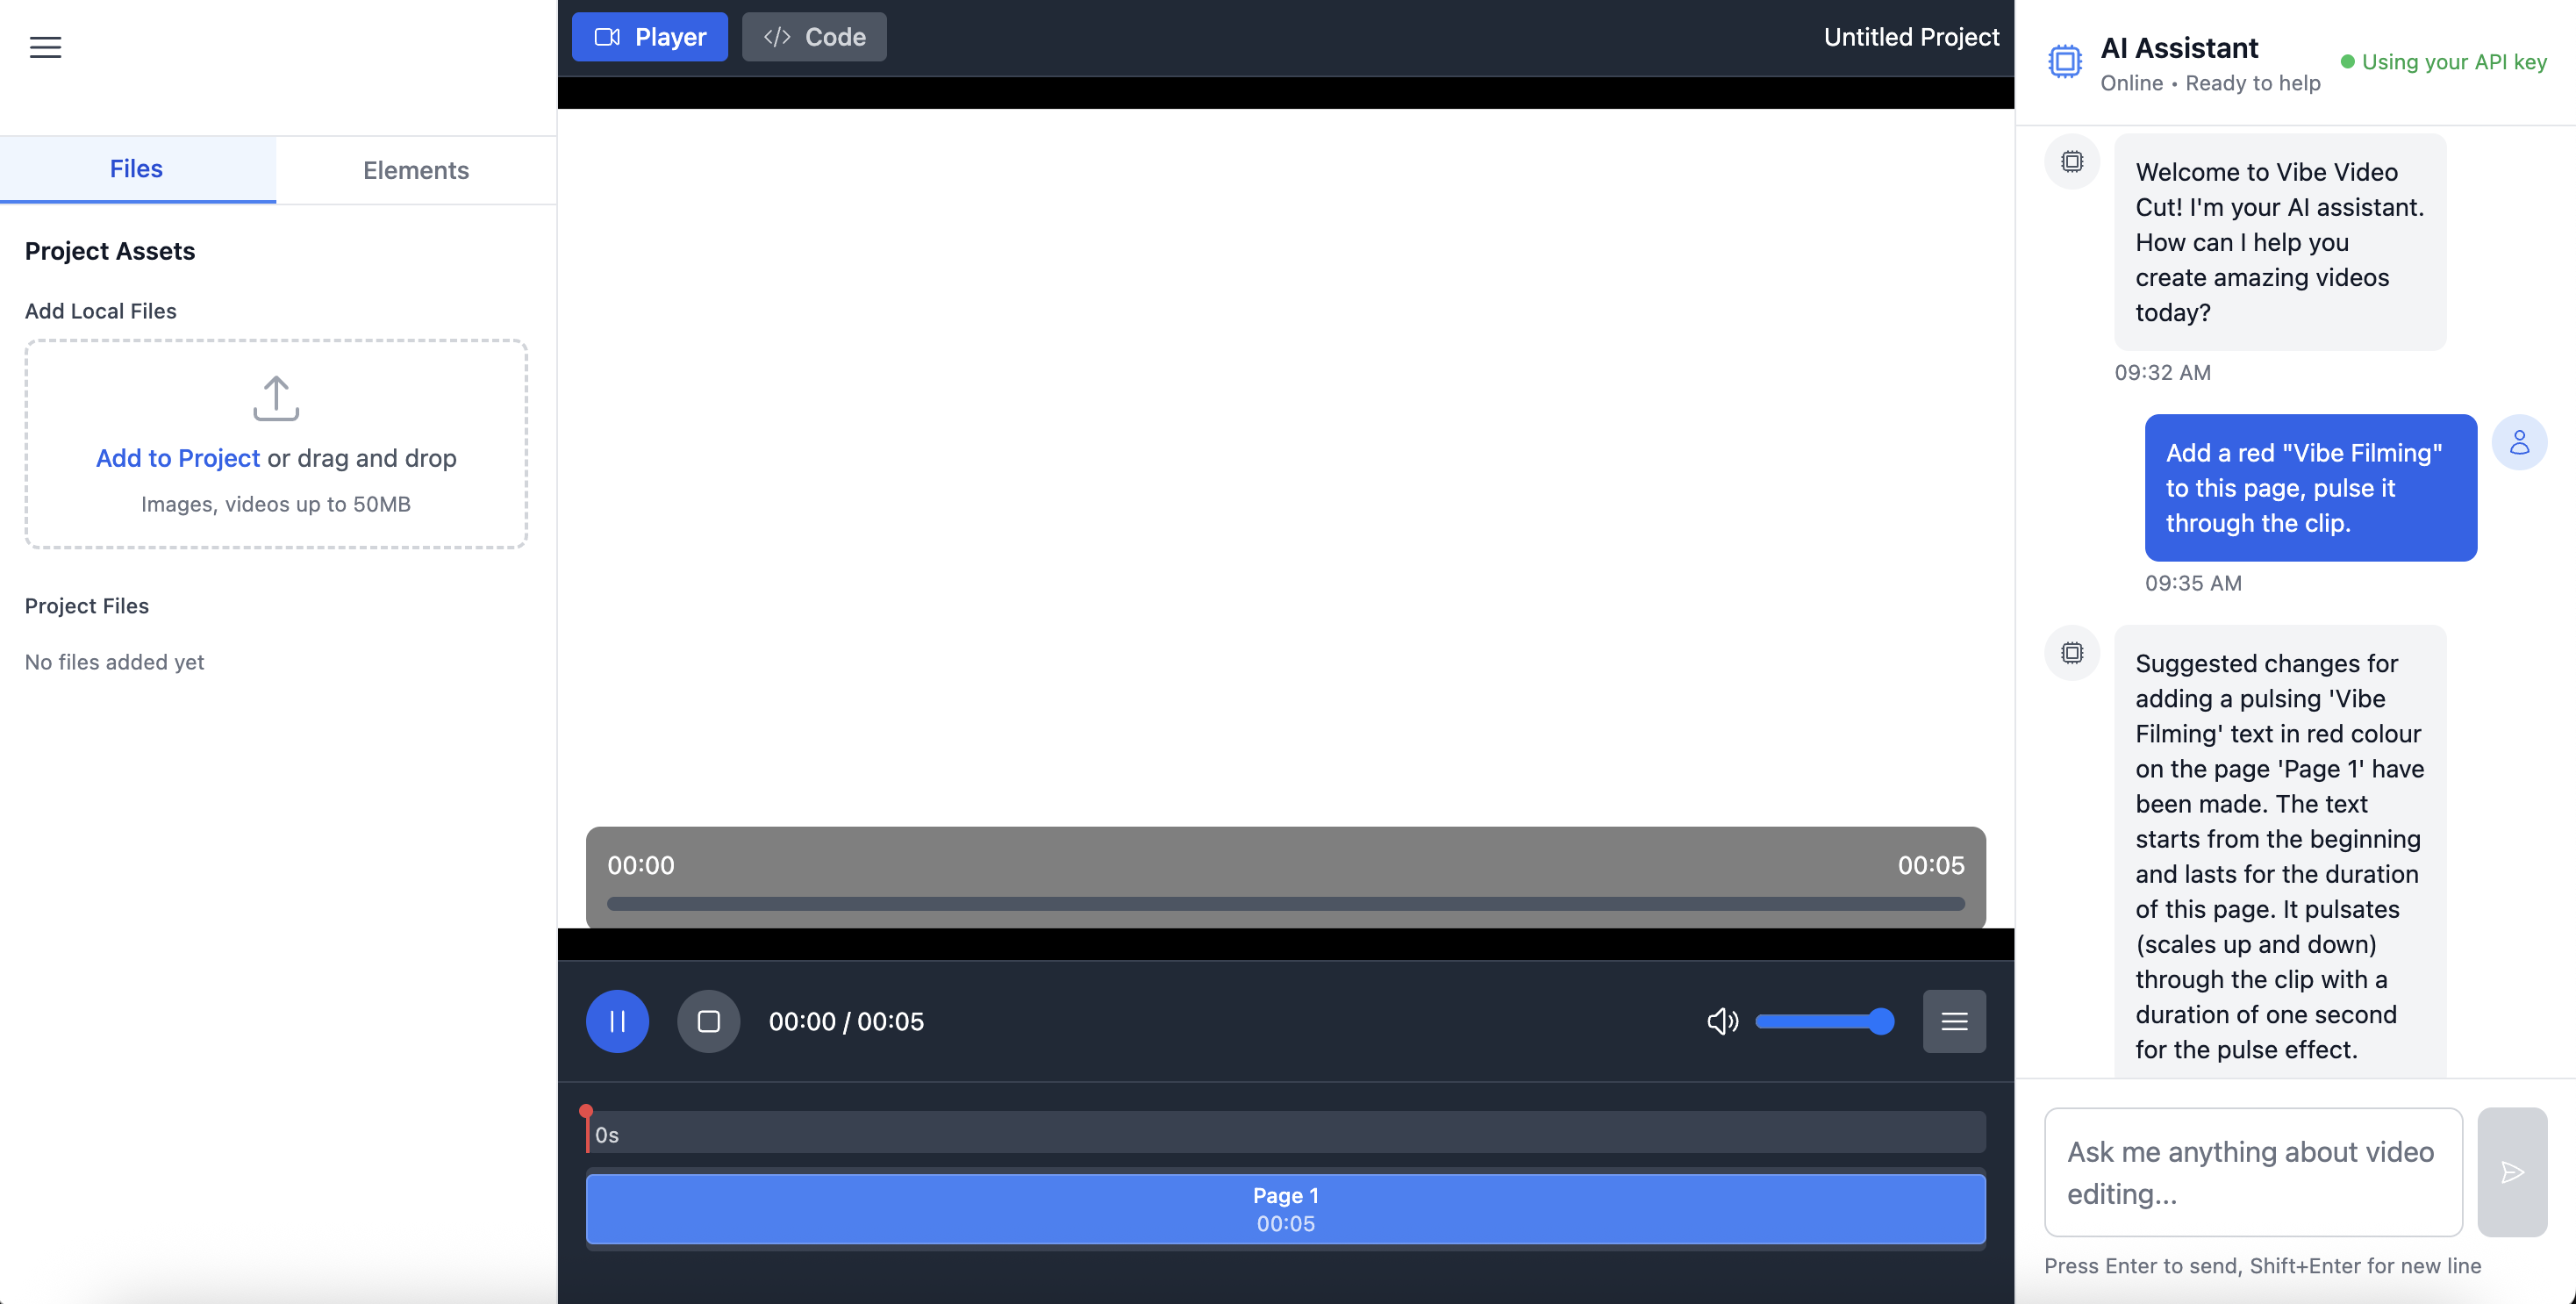 Files
Elements
Project Assets
Add Local Files
Add to Project or drag and drop
Images, videos up to 50MB
Project Files
No files added yet
Player
</> Code
Untitled Project
00:00
00:05
00:00 / 00:05
0s
Page 1
00:05
AI Assistant
Online • Ready to help
Using your API key
Welcome to Vibe Video
Cut! I'm your AI assistant.
How can I help you
create amazing videos
today?
09:32 AM
Add a red "Vibe Filming"
to this page, pulse it
through the clip.
09:35 AM
Suggested changes for
adding a pulsing 'Vibe
Filming' text in red colour
on the page 'Page 1' have
been made. The text
starts from the beginning
and lasts for the duration
of this page. It pulsates
(scales up and down)
through the clip with a
duration of one second
for the pulse effect.
Ask me anything about video
editing...
Press Enter to send, Shift+Enter for new line